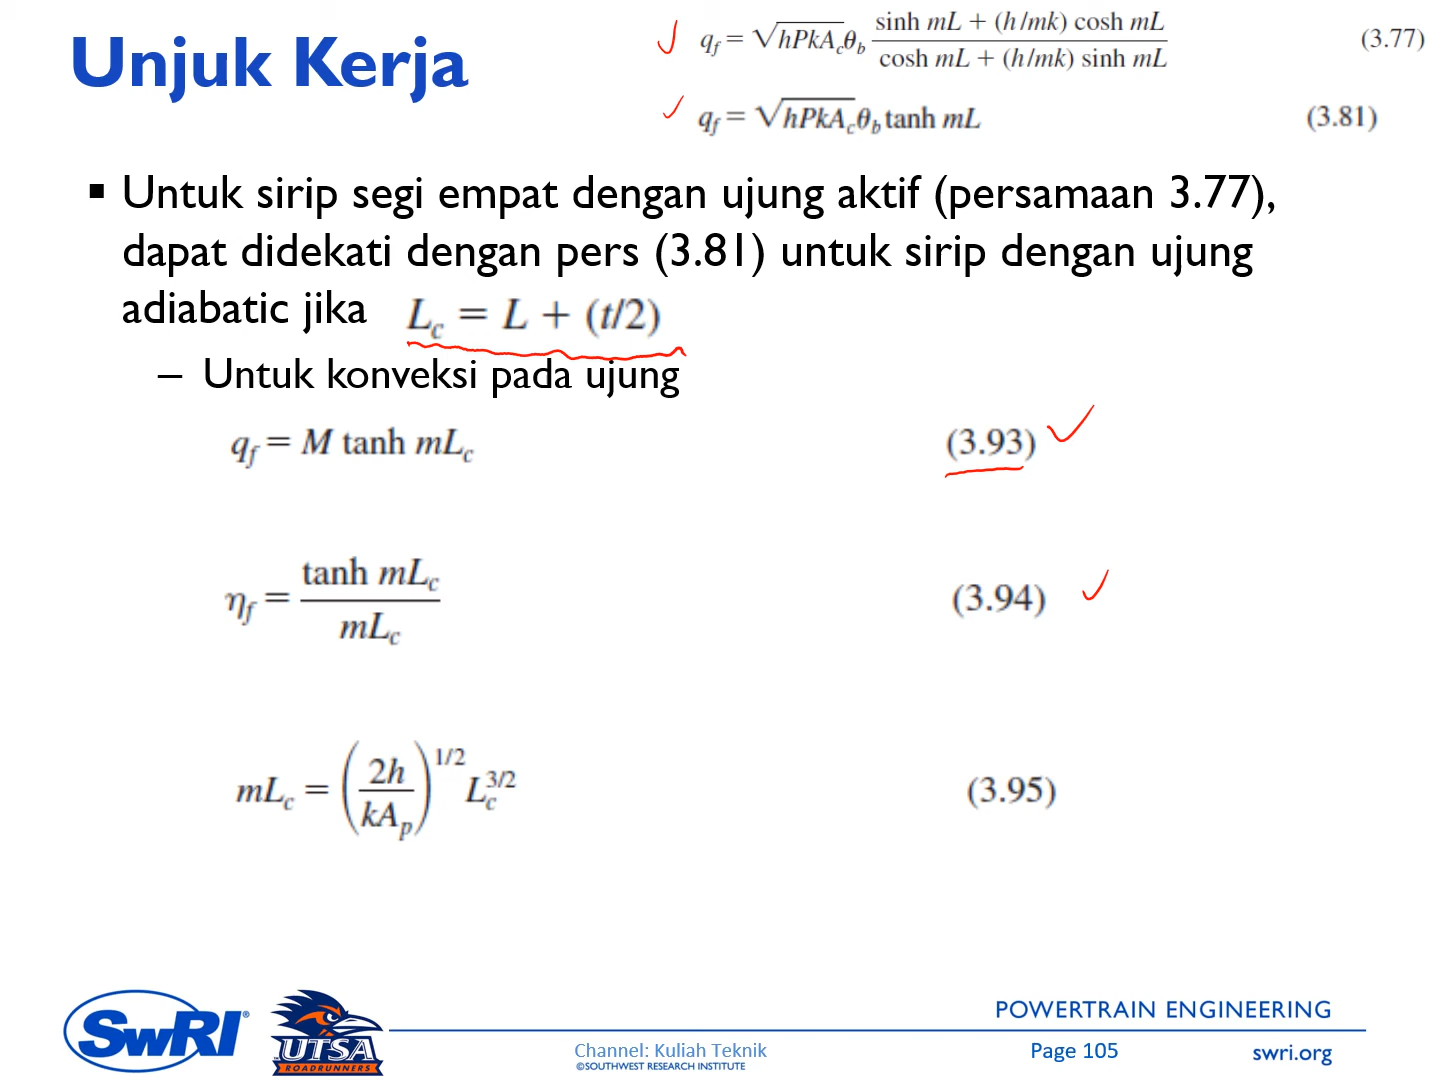 Unjuk Kerja
q_f = √hPkA_c θ_b (sinh mL + (h/mk) cosh mL) / (cosh mL + (h/mk) sinh mL) (3.77)
q_f = √hPkA_c θ_b tanh mL (3.81)
▪ Untuk sirip segi empat dengan ujung aktif (persamaan 3.77),
dapat didekati dengan pers (3.81) untuk sirip dengan ujung
adiabatic jika L_c = L + (t/2)
– Untuk konveksi pada ujung
q_f = M tanh mL_c (3.93)
η_f = tanh mL_c / mL_c (3.94)
mL_c = (2h / kA_p)^1/2 L_c^3/2 (3.95)
SwRI®
UTSA
ROADRUNNERS
POWERTRAIN ENGINEERING
Channel: Kuliah Teknik
©SOUTHWEST RESEARCH INSTITUTE
Page 105
swri.org